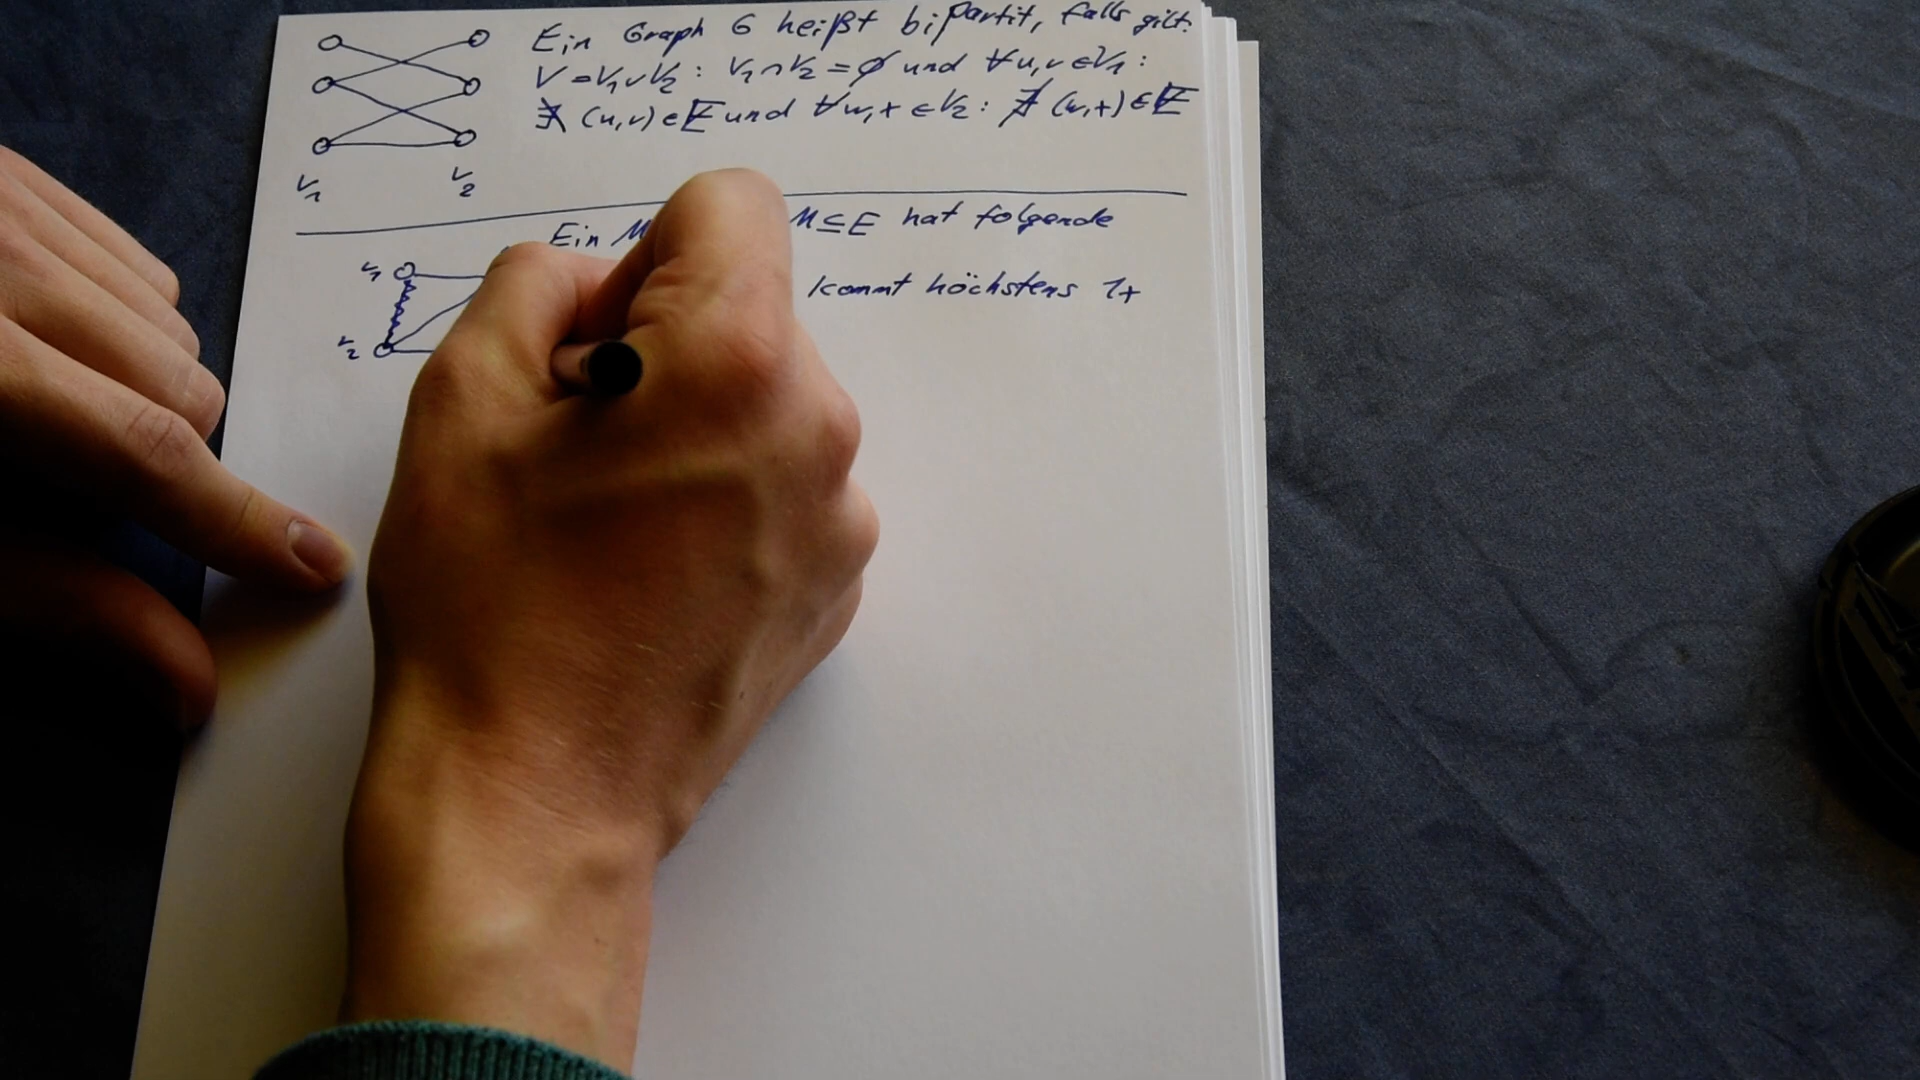 Ein Graph G heißt bipartit, falls gilt:
V = V₁ ∪ V₂ : V₁ ∩ V₂ = ∅ und ∀ u,v ∈ V₁ :
∄ (u,v) ∈ E und ∀ w,t ∈ V₂ : ∄ (w,t) ∈ E
V₁ V₂
Ein M ⊆ E hat folgende
v₁
kommt höchstens 1x
v₂